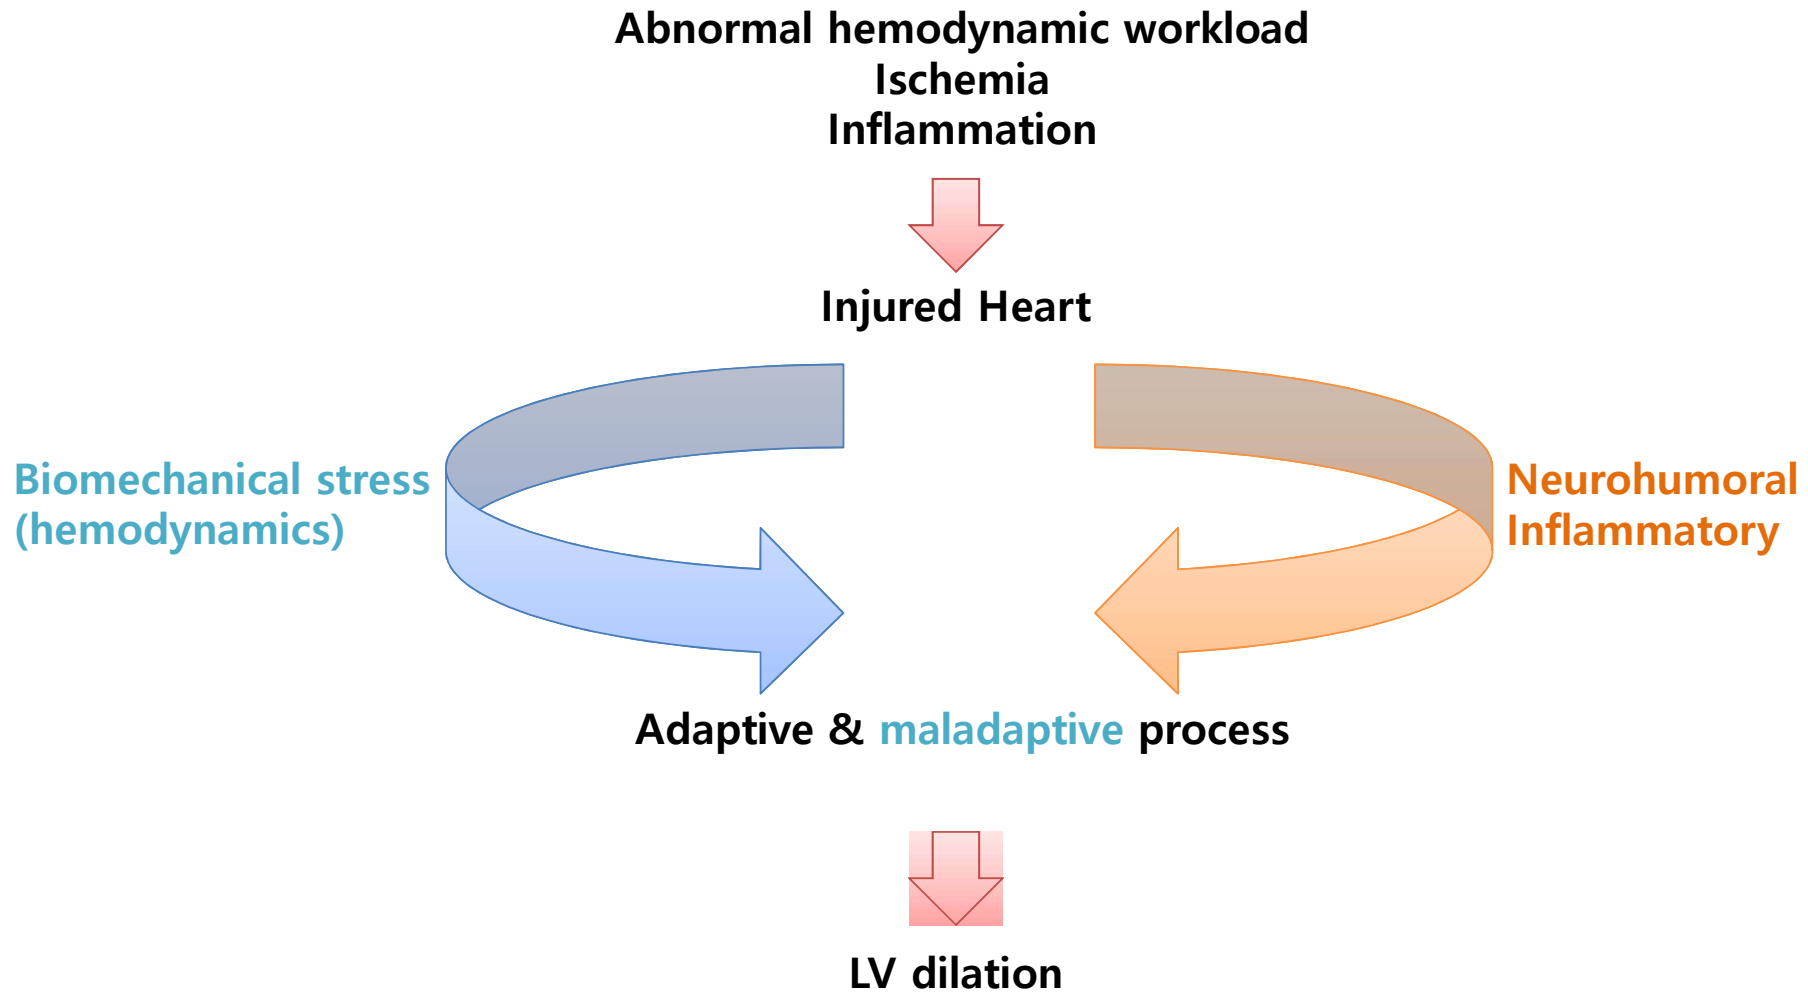 Abnormal hemodynamic workload
Ischemia
Inflammation
Injured Heart
Biomechanical stress
(hemodynamics)
Neurohumoral
Inflammatory
Adaptive & maladaptive process
LV dilation